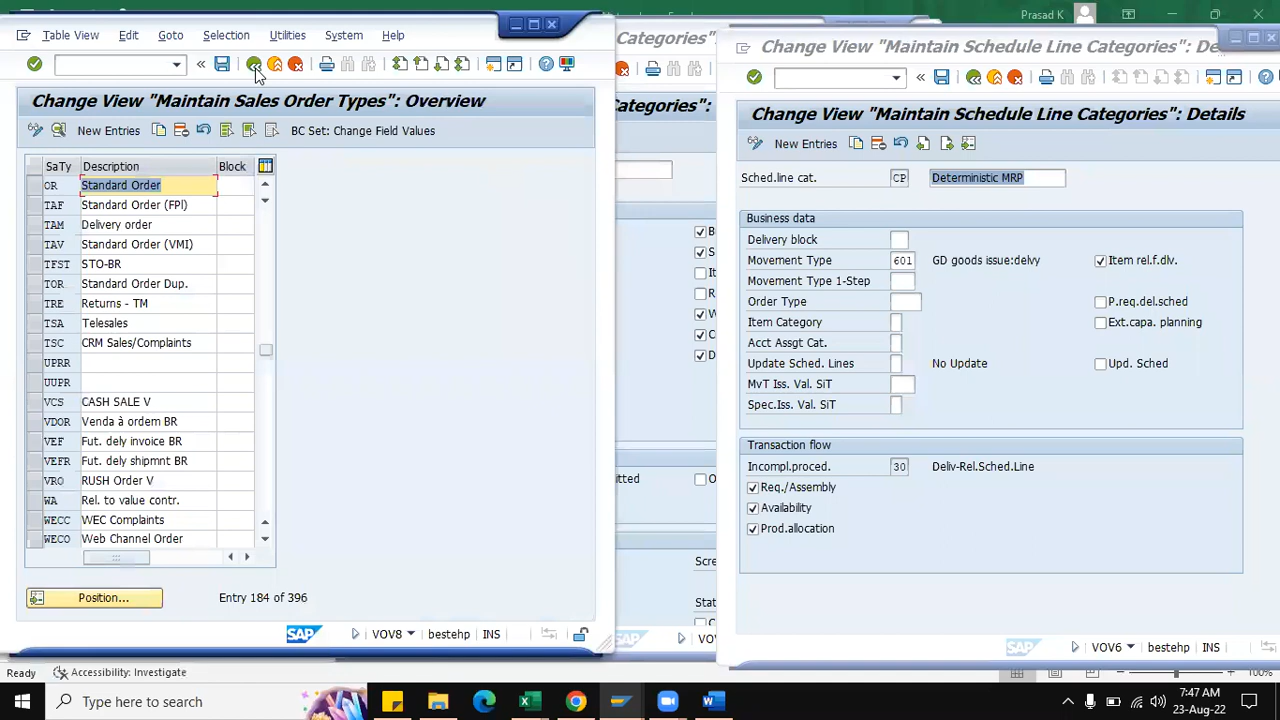 Prasad K
Table View Edit Goto Selection Utilities System Help
Change View "Maintain Sales Order Types": Overview
New Entries BC Set: Change Field Values
SaTy Description Block
OR Standard Order
TAF Standard Order (FPI)
TAM Delivery order
TAV Standard Order (VMI)
TFST STO-BR
TOR Standard Order Dup.
TRE Returns - TM
TSA Telesales
TSC CRM Sales/Complaints
UPRR
UUPR
VCS CASH SALE V
VDOR Venda à ordem BR
VEF Fut. dely invoice BR
VEFR Fut. dely shipmnt BR
VRO RUSH Order V
WA Rel. to value contr.
WECC WEC Complaints
WECO Web Channel Order
Position... Entry 184 of 396
SAP VOV8 bestehp INS
Categories"
Categories":
B
S
It
R
W
C
D
itted O
Scre
Stat
C
VO
Change View "Maintain Schedule Line Categories": De
Change View "Maintain Schedule Line Categories": Details
New Entries
Sched.line cat. CP Deterministic MRP
Business data
Delivery block
Movement Type 601 GD goods issue:delvy Item rel.f.dlv.
Movement Type 1-Step
Order Type P.req.del.sched
Item Category Ext.capa. planning
Acct Assgt Cat.
Update Sched. Lines No Update Upd. Sched
MvT Iss. Val. SiT
Spec.Iss. Val. SiT
Transaction flow
Incompl.proced. 30 Deliv-Rel.Sched.Line
Req./Assembly
Availability
Prod.allocation
SAP VOV6 bestehp INS
Ready Accessibility: Investigate 100%
Type here to search
7:47 AM
23-Aug-22